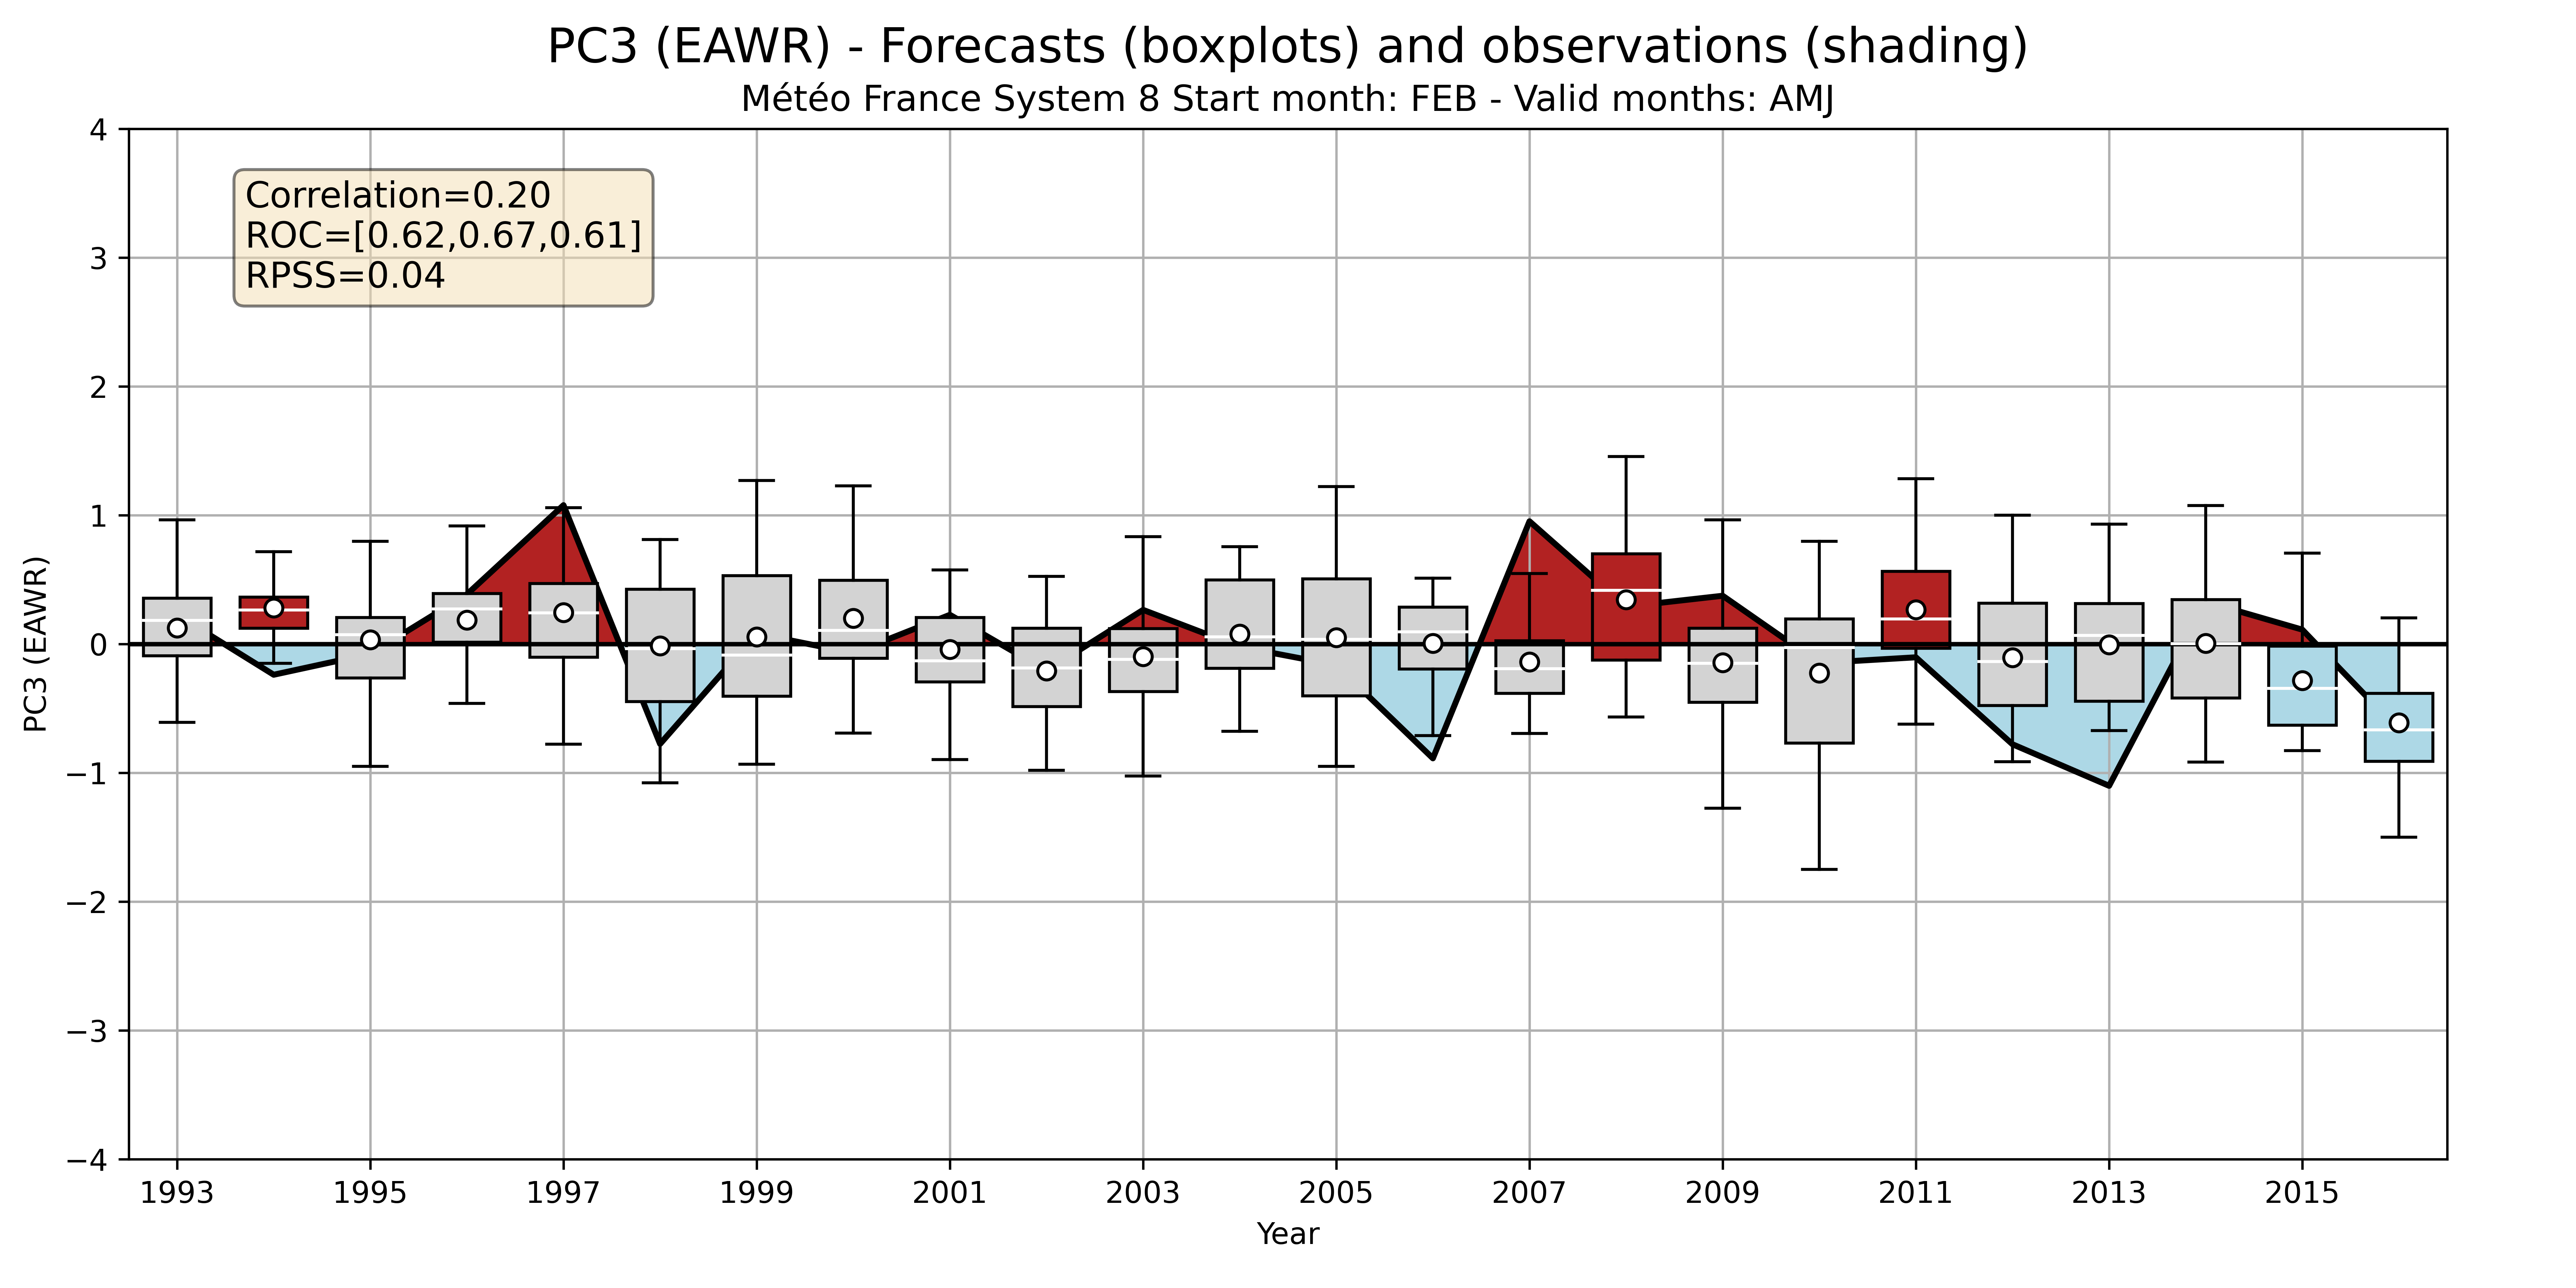 PC3 (EAWR) - Forecasts (boxplots) and observations (shading)
Météo France System 8 Start month: FEB - Valid months: AMJ
Correlation=0.20
ROC=[0.62,0.67,0.61]
RPSS=0.04
PC3 (EAWR)
4
3
2
1
0
−1
−2
−3
−4
1993 1995 1997 1999 2001 2003 2005 2007 2009 2011 2013 2015
Year